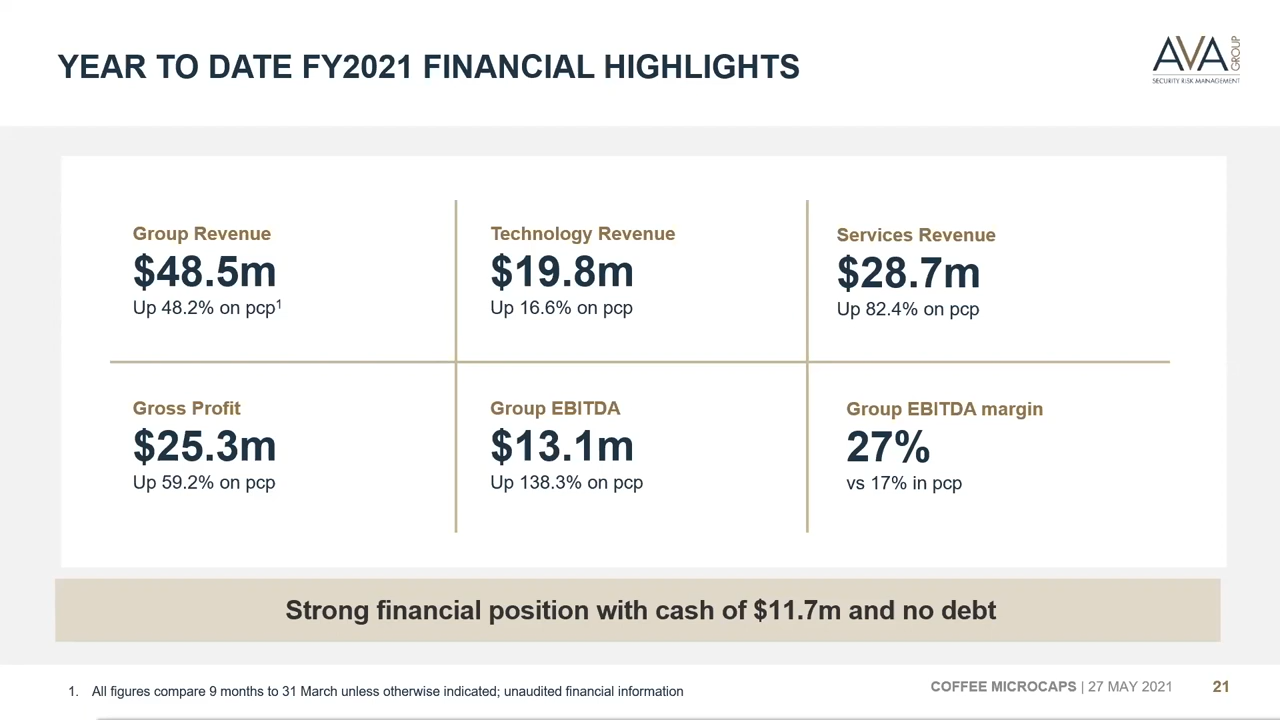 YEAR TO DATE FY2021 FINANCIAL HIGHLIGHTS
AVA GROUP
SECURITY RISK MANAGEMENT
Group Revenue
$48.5m
Up 48.2% on pcp¹
Technology Revenue
$19.8m
Up 16.6% on pcp
Services Revenue
$28.7m
Up 82.4% on pcp
Gross Profit
$25.3m
Up 59.2% on pcp
Group EBITDA
$13.1m
Up 138.3% on pcp
Group EBITDA margin
27%
vs 17% in pcp
Strong financial position with cash of $11.7m and no debt
1. All figures compare 9 months to 31 March unless otherwise indicated; unaudited financial information
COFFEE MICROCAPS | 27 MAY 2021 21